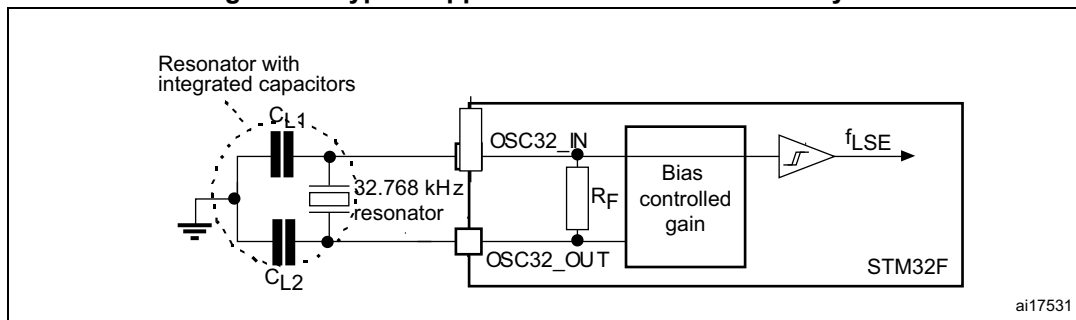 Resonator with
integrated capacitors
CL1
OSC32_IN
fLSE
32.768 kHz
resonator
RF
Bias
controlled
gain
OSC32_OUT
CL2
STM32F
ai17531